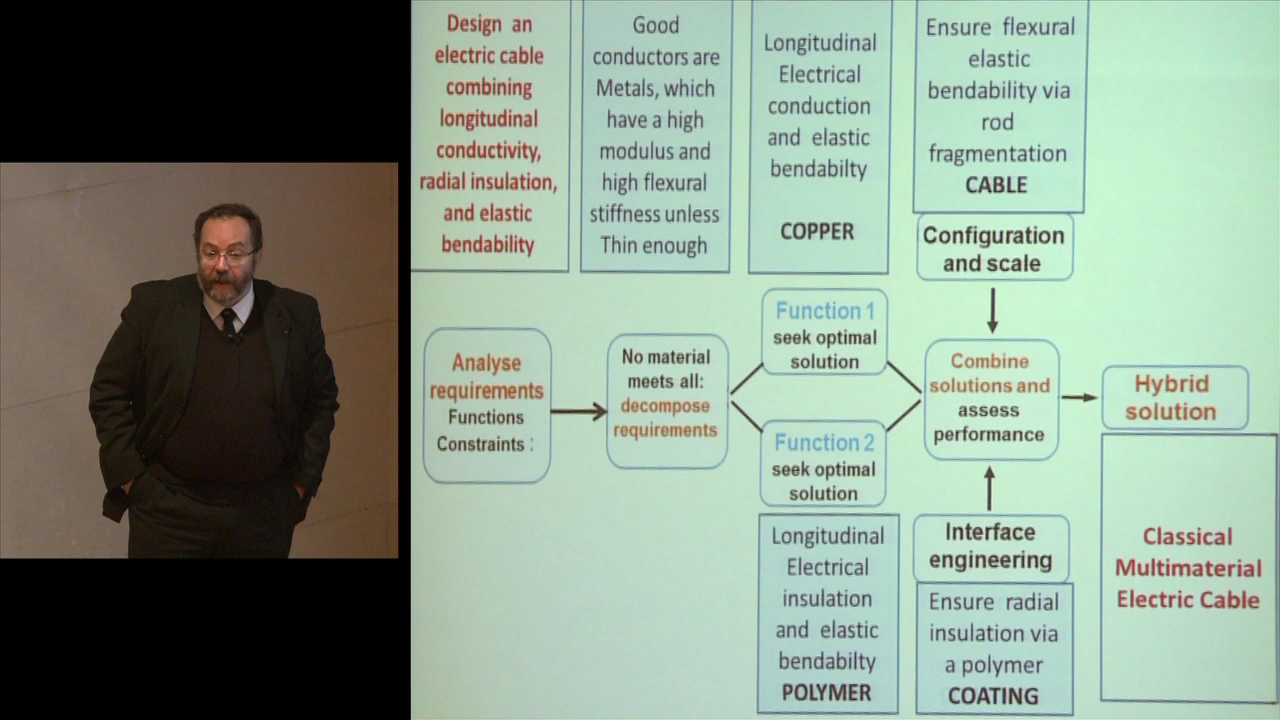 Design an
electric cable
combining
longitudinal
conductivity,
radial insulation,
and elastic
bendability
Good
conductors are
Metals, which
have a high
modulus and
high flexural
stiffness unless
Thin enough
Longitudinal
Electrical
conduction
and elastic
bendabilty
COPPER
Ensure flexural
elastic
bendability via
rod
fragmentation
CABLE
Configuration
and scale
Analyse
requirements
Functions
Constraints :
No material
meets all:
decompose
requirements
Function 1
seek optimal
solution
Function 2
seek optimal
solution
Combine
solutions and
assess
performance
Hybrid
solution
Longitudinal
Electrical
insulation
and elastic
bendabilty
POLYMER
Interface
engineering
Ensure radial
insulation via
a polymer
COATING
Classical
Multimaterial
Electric Cable